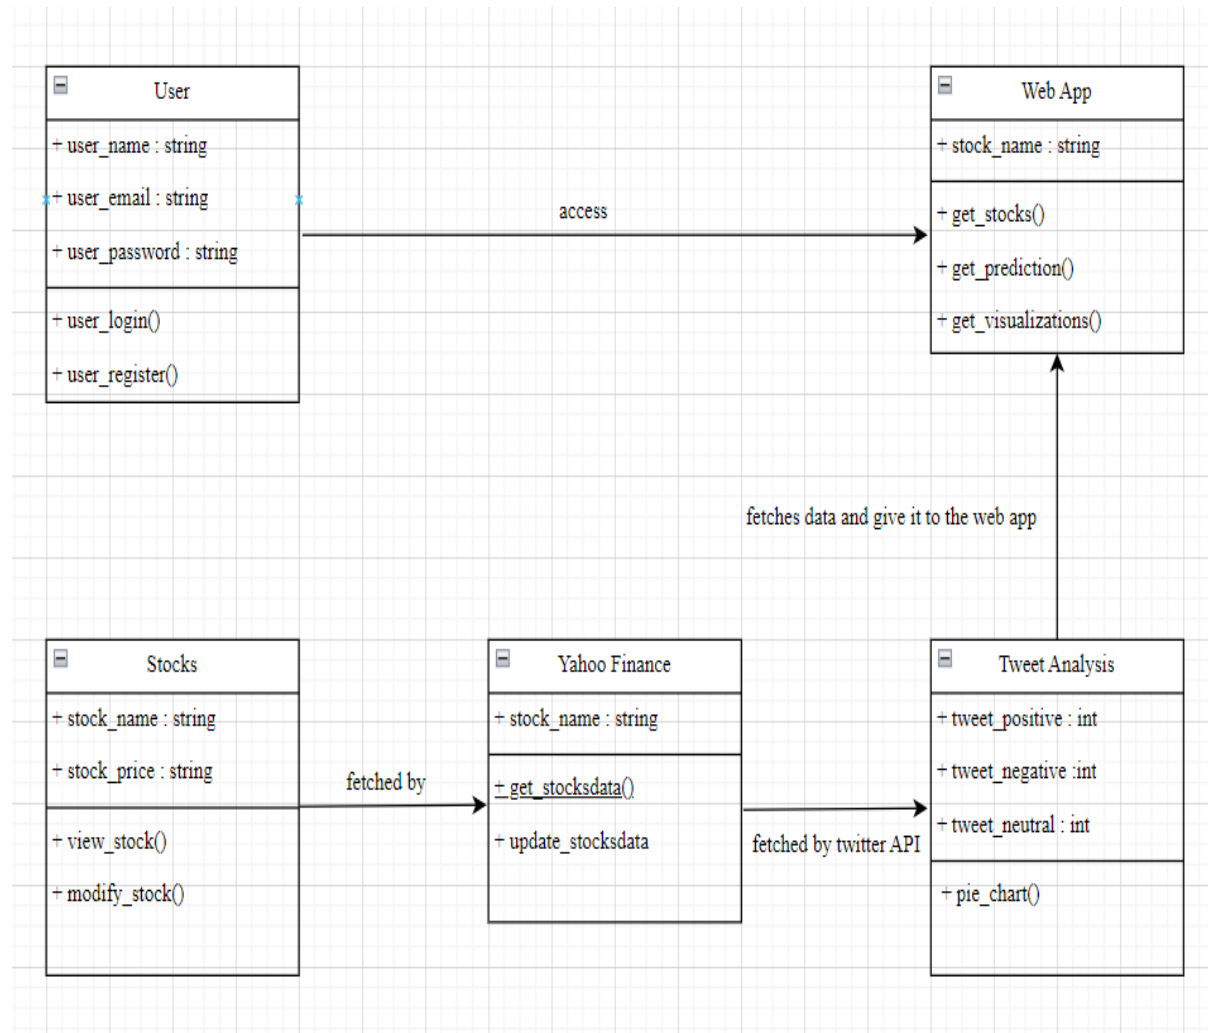 User
+ user_name : string
+ user_email : string
+ user_password : string
+ user_login()
+ user_register()
access
Web App
+ stock_name : string
+ get_stocks()
+ get_prediction()
+ get_visualizations()
fetches data and give it to the web app
Stocks
+ stock_name : string
+ stock_price : string
+ view_stock()
+ modify_stock()
fetched by
Yahoo Finance
+ stock_name : string
+ get_stocksdata()
+ update_stocksdata
fetched by twitter API
Tweet Analysis
+ tweet_positive : int
+ tweet_negative :int
+ tweet_neutral : int
+ pie_chart()